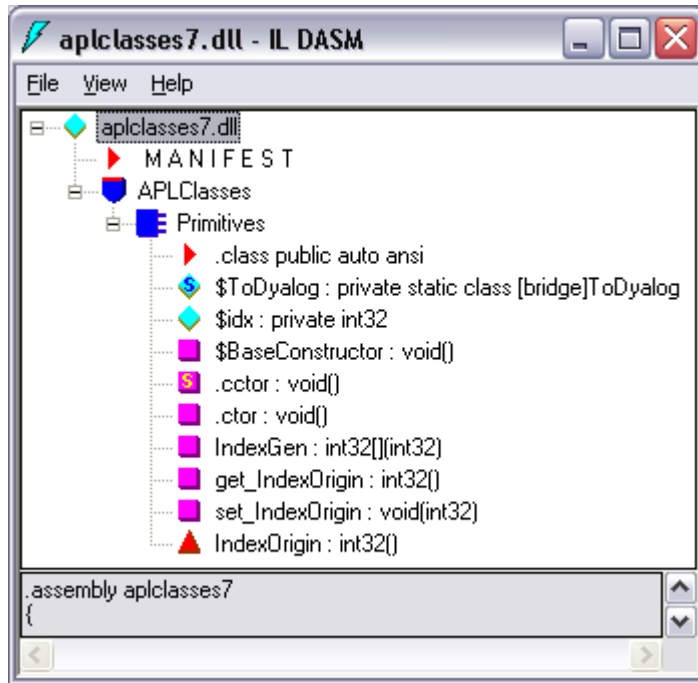 aplclasses7.dll - IL DASM
File View Help
aplclasses7.dll
M A N I F E S T
APLClasses
Primitives
.class public auto ansi
$ToDyalog : private static class [bridge]ToDyalog
$idx : private int32
$BaseConstructor : void()
.cctor : void()
.ctor : void()
IndexGen : int32[](int32)
get_IndexOrigin : int32()
set_IndexOrigin : void(int32)
IndexOrigin : int32()
.assembly aplclasses7
{